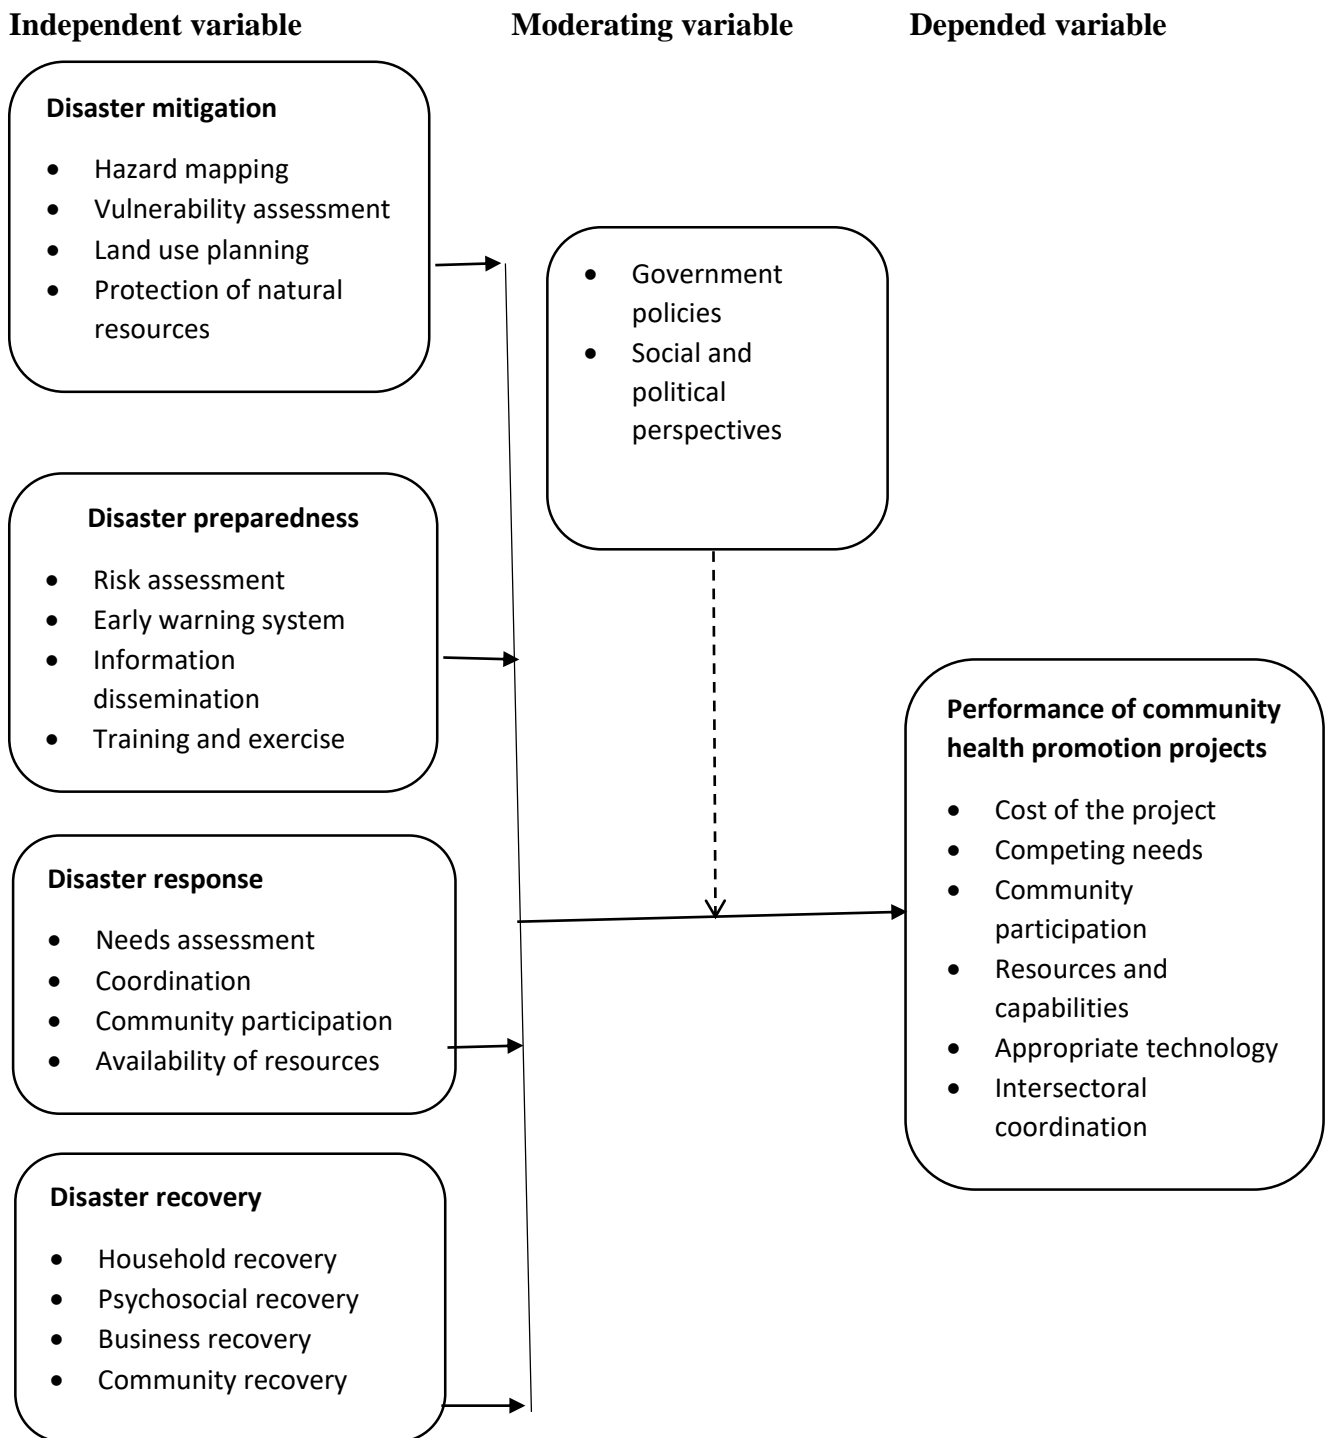 Independent variable
Moderating variable
Depended variable
Disaster mitigation
• Hazard mapping
• Vulnerability assessment
• Land use planning
• Protection of natural
resources
Disaster preparedness
• Risk assessment
• Early warning system
• Information
dissemination
• Training and exercise
Disaster response
• Needs assessment
• Coordination
• Community participation
• Availability of resources
Disaster recovery
• Household recovery
• Psychosocial recovery
• Business recovery
• Community recovery
• Government
policies
• Social and
political
perspectives
Performance of community
health promotion projects
• Cost of the project
• Competing needs
• Community
participation
• Resources and
capabilities
• Appropriate technology
• Intersectoral
coordination